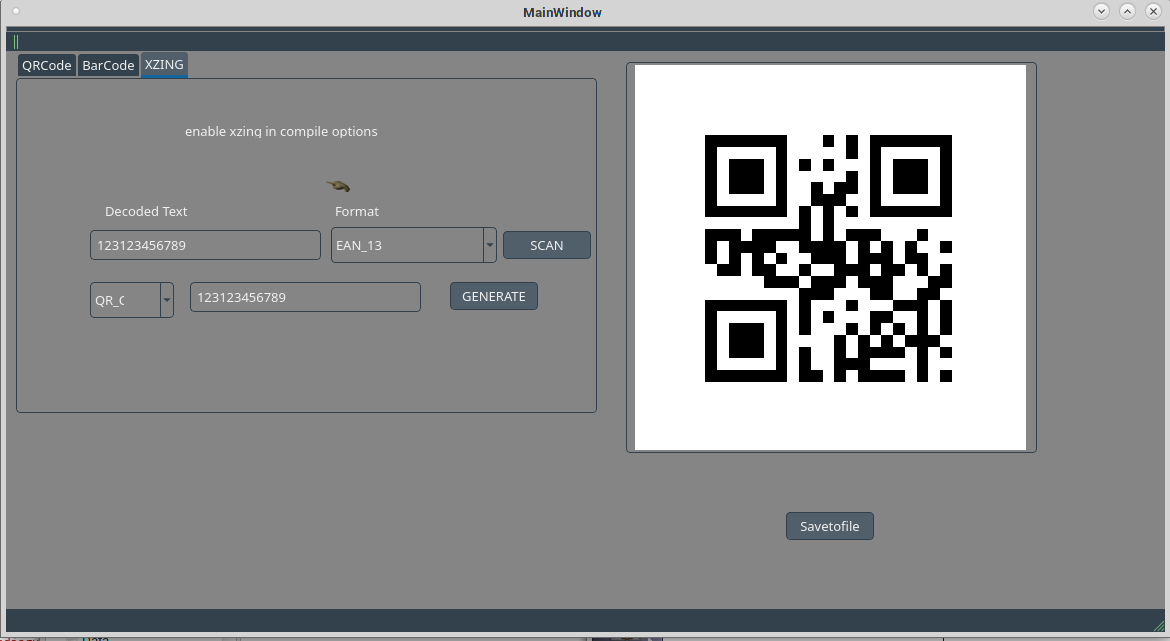 MainWindow
QRCode BarCode XZING
enable xzing in compile options
Decoded Text Format
123123456789 EAN_13 SCAN
QR_C 123123456789 GENERATE
Savetofile